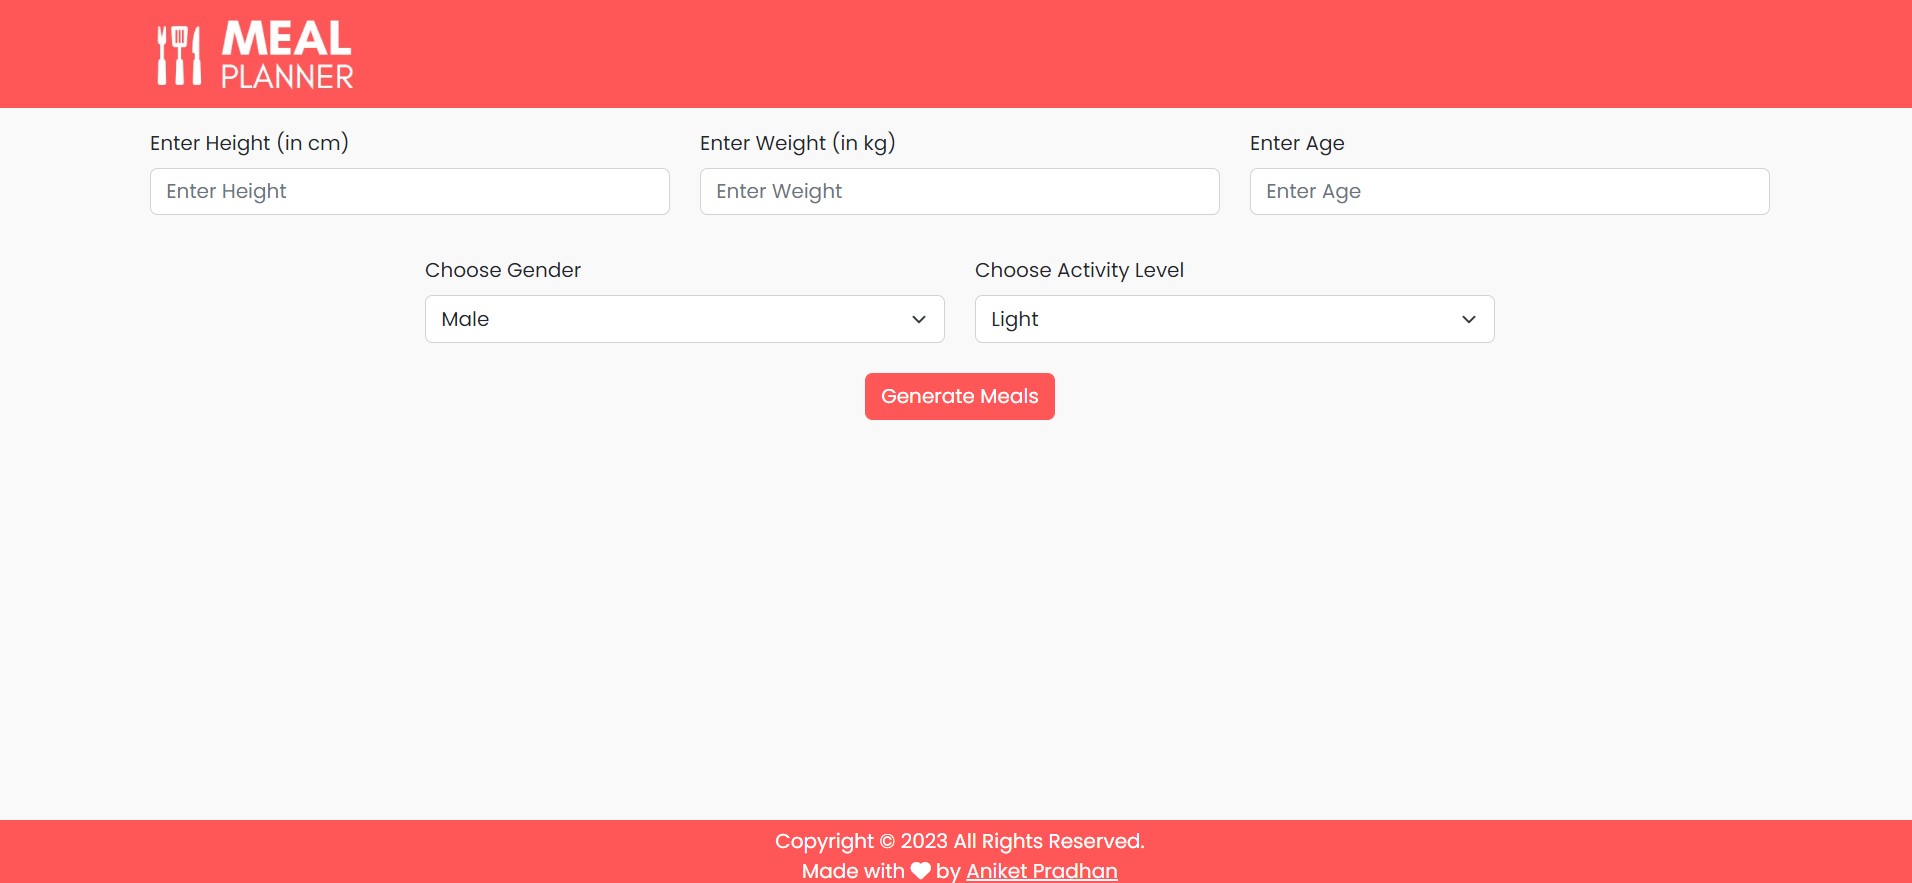 MEAL
PLANNER
Enter Height (in cm)
Enter Weight (in kg)
Enter Age
Enter Height
Enter Weight
Enter Age
Choose Gender
Choose Activity Level
Male
Light
Generate Meals
Copyright © 2023 All Rights Reserved.
Made with ♥ by Aniket Pradhan